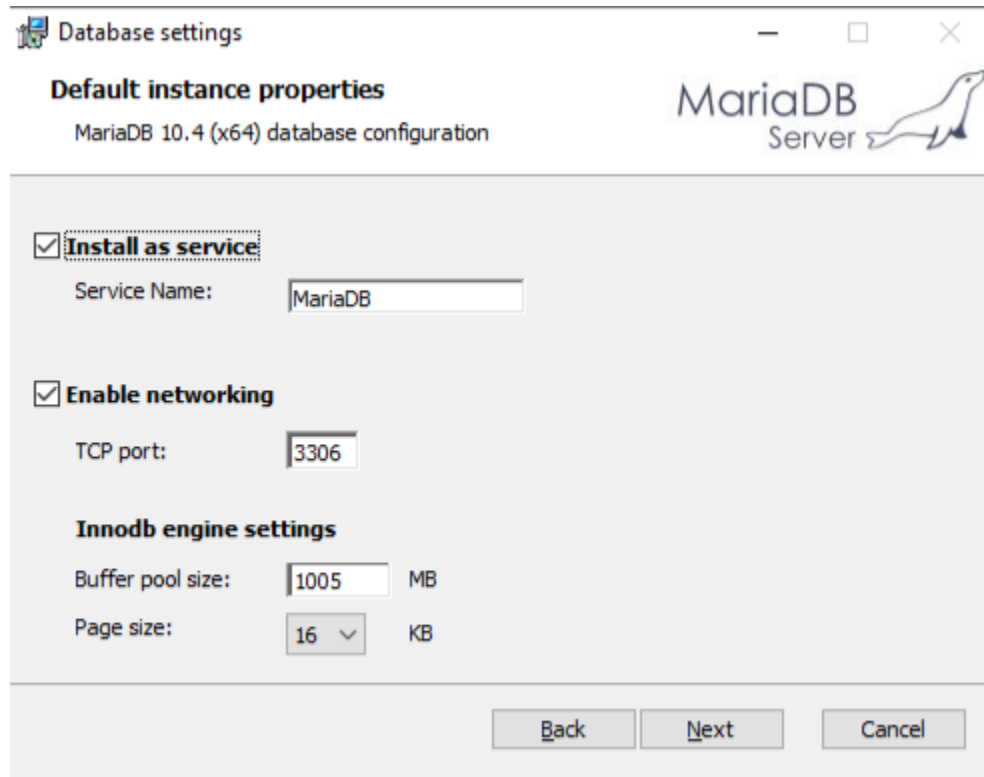 Database settings
Default instance properties
MariaDB 10.4 (x64) database configuration
MariaDB
Server
Install as service
Service Name: MariaDB
Enable networking
TCP port: 3306
Innodb engine settings
Buffer pool size: 1005 MB
Page size: 16 KB
Back Next Cancel